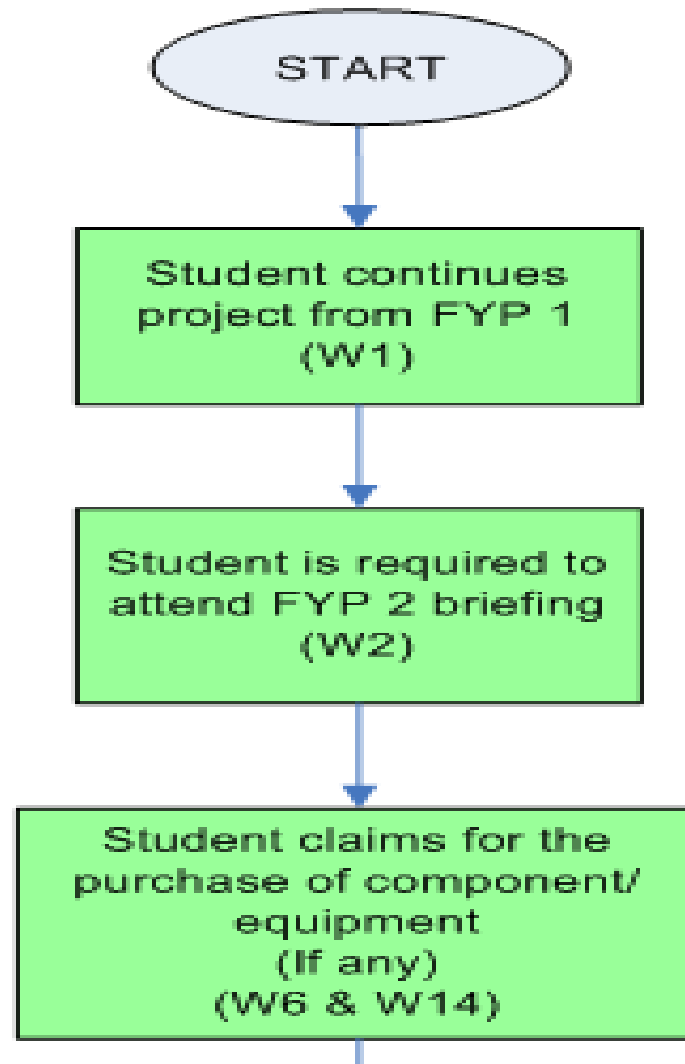 START
Student continues
project from FYP 1
(W1)
Student is required to
attend FYP 2 briefing
(W2)
Student claims for the
purchase of component/
equipment
(If any)
(W6 & W14)